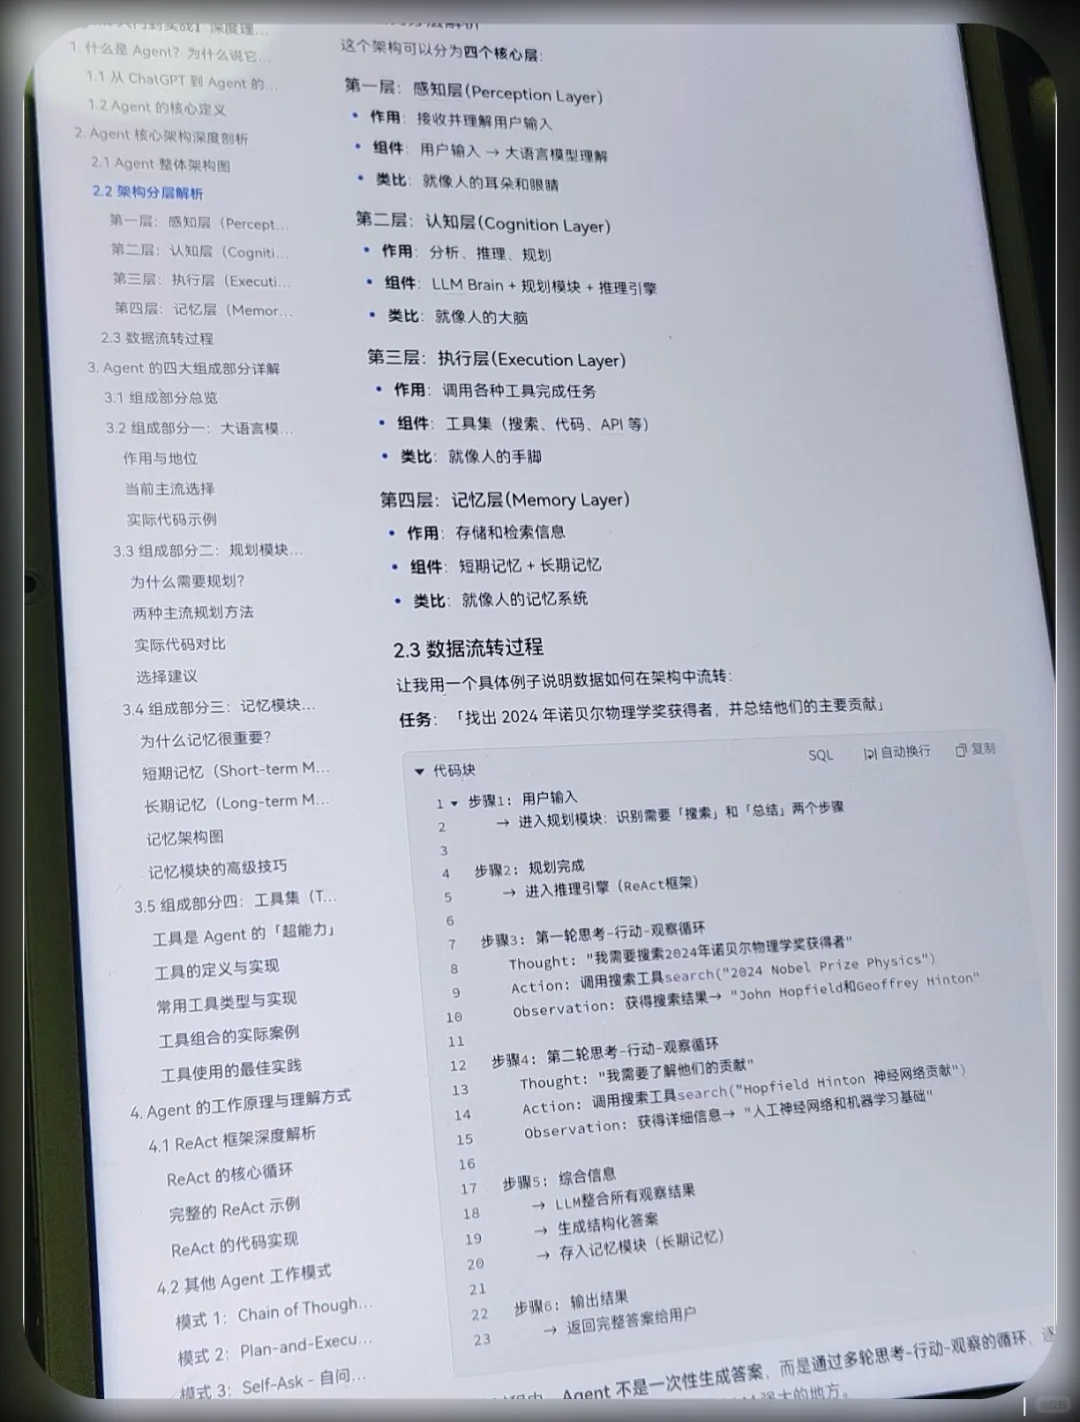 1. 什么是 Agent？为什么说它...
1.1 从 ChatGPT 到 Agent 的...
1.2 Agent 的核心定义
2. Agent 核心架构深度剖析
2.1 Agent 整体架构图
2.2 架构分层解析
第一层：感知层（Percept...
第二层：认知层（Cogniti...
第三层：执行层（Executi...
第四层：记忆层（Memor...
2.3 数据流转过程
3. Agent 的四大组成部分详解
3.1 组成部分总览
3.2 组成部分一：大语言模...
作用与地位
当前主流选择
实际代码示例
3.3 组成部分二：规划模块...
为什么需要规划？
两种主流规划方法
实际代码对比
选择建议
3.4 组成部分三：记忆模块...
为什么记忆很重要？
短期记忆（Short-term M...
长期记忆（Long-term M...
记忆架构图
记忆模块的高级技巧
3.5 组成部分四：工具集（T...
工具是 Agent 的「超能力」
工具的定义与实现
常用工具类型与实现
工具组合的实际案例
工具使用的最佳实践
4. Agent 的工作原理与理解方式
4.1 ReAct 框架深度解析
ReAct 的核心循环
完整的 ReAct 示例
ReAct 的代码实现
4.2 其他 Agent 工作模式
模式 1：Chain of Though...
模式 2：Plan-and-Execu...
模式 3：Self-Ask - 自问...
这个架构可以分为四个核心层：
第一层：感知层(Perception Layer)
• 作用：接收并理解用户输入
• 组件：用户输入 → 大语言模型理解
• 类比：就像人的耳朵和眼睛
第二层：认知层(Cognition Layer)
• 作用：分析、推理、规划
• 组件：LLM Brain + 规划模块 + 推理引擎
• 类比：就像人的大脑
第三层：执行层(Execution Layer)
• 作用：调用各种工具完成任务
• 组件：工具集（搜索、代码、API 等）
• 类比：就像人的手脚
第四层：记忆层(Memory Layer)
• 作用：存储和检索信息
• 组件：短期记忆 + 长期记忆
• 类比：就像人的记忆系统
2.3 数据流转过程
让我用一个具体例子说明数据如何在架构中流转：
任务：「找出 2024 年诺贝尔物理学奖获得者，并总结他们的主要贡献」
代码块 SQL 自动换行 复制
1 步骤1: 用户输入
2 → 进入规划模块: 识别需要「搜索」和「总结」两个步骤
3
4 步骤2: 规划完成
5 → 进入推理引擎（ReAct框架）
6
7 步骤3: 第一轮思考-行动-观察循环
8 Thought: "我需要搜索2024年诺贝尔物理学奖获得者"
9 Action: 调用搜索工具search("2024 Nobel Prize Physics")
10 Observation: 获得搜索结果→ "John Hopfield和Geoffrey Hinton"
11
12 步骤4: 第二轮思考-行动-观察循环
13 Thought: "我需要了解他们的贡献"
14 Action: 调用搜索工具search("Hopfield Hinton 神经网络贡献")
15 Observation: 获得详细信息→ "人工神经网络和机器学习基础"
16
17 步骤5: 综合信息
18 → LLM整合所有观察结果
19 → 生成结构化答案
20 → 存入记忆模块（长期记忆）
21
22 步骤6: 输出结果
23 → 返回完整答案给用户
Agent 不是一次性生成答案，而是通过多轮思考-行动-观察的循环，
强大的地方。